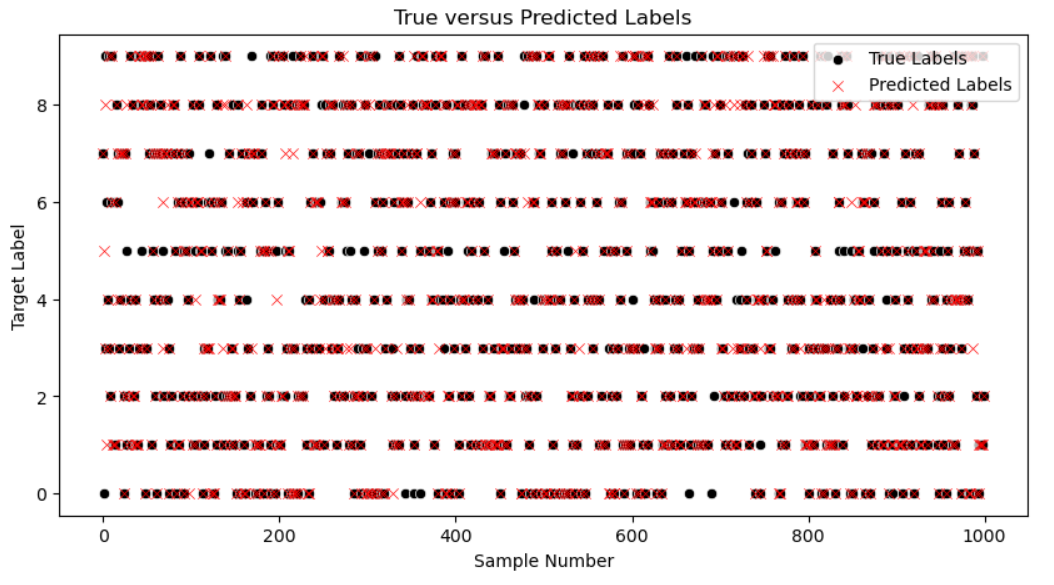 True versus Predicted Labels
True Labels
Predicted Labels
Target Label
8
6
4
2
0
0 200 400 600 800 1000
Sample Number